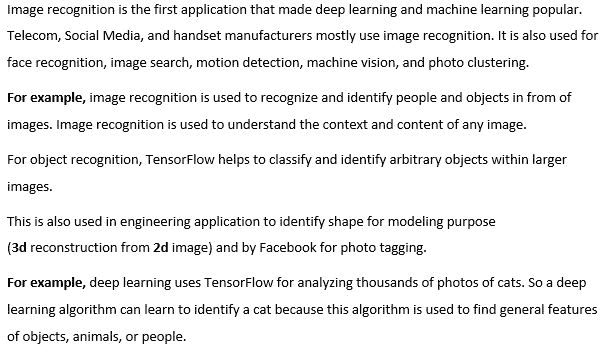 Image recognition is the first application that made deep learning and machine learning popular.
Telecom, Social Media, and handset manufacturers mostly use image recognition. It is also used for
face recognition, image search, motion detection, machine vision, and photo clustering.
For example, image recognition is used to recognize and identify people and objects in from of
images. Image recognition is used to understand the context and content of any image.
For object recognition, TensorFlow helps to classify and identify arbitrary objects within larger
images.
This is also used in engineering application to identify shape for modeling purpose
(3d reconstruction from 2d image) and by Facebook for photo tagging.
For example, deep learning uses TensorFlow for analyzing thousands of photos of cats. So a deep
learning algorithm can learn to identify a cat because this algorithm is used to find general features
of objects, animals, or people.